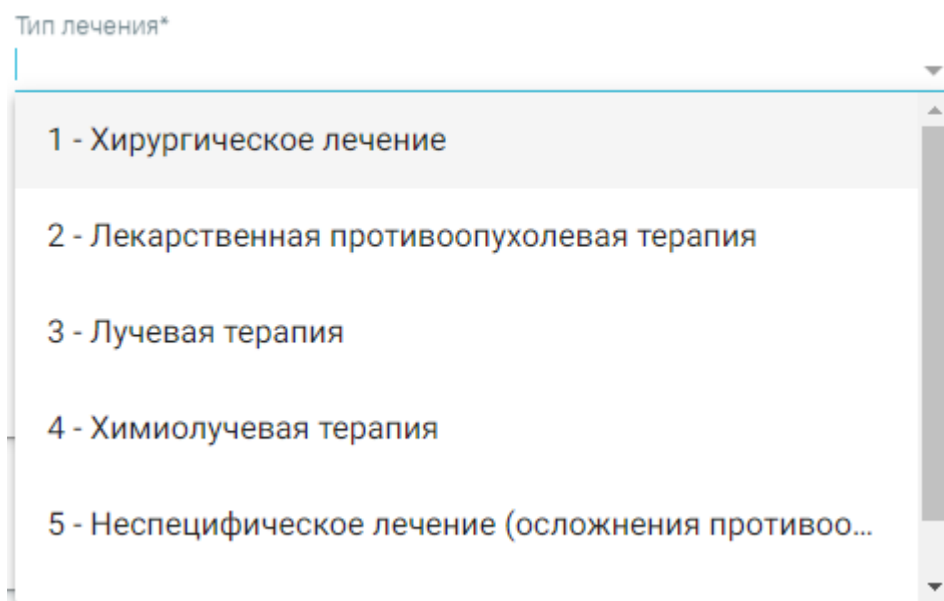 Тип лечения*
1 - Хирургическое лечение
2 - Лекарственная противоопухолевая терапия
3 - Лучевая терапия
4 - Химиолучевая терапия
5 - Неспецифическое лечение (осложнения противоо...